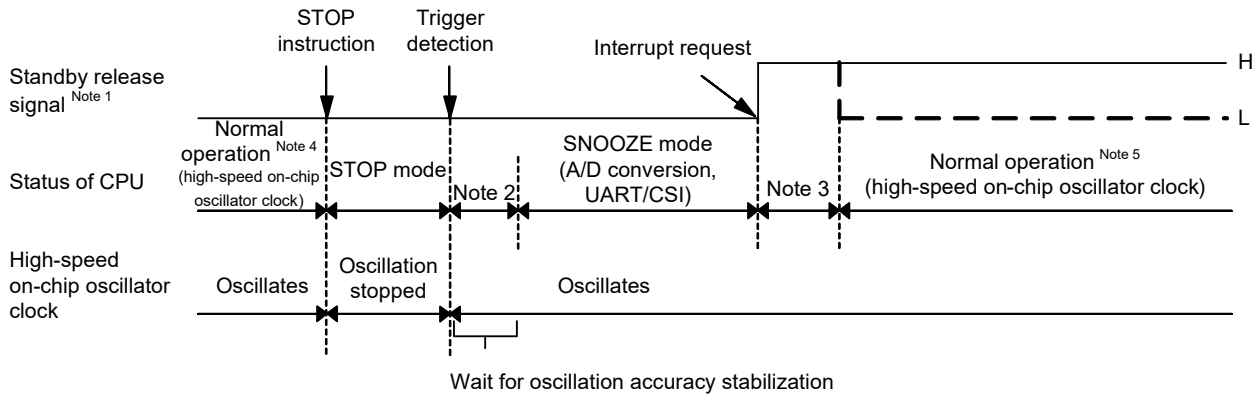 STOP
instruction
Trigger
detection
Interrupt request
Standby release
signal Note 1
H
L
Status of CPU
Normal
operation Note 4
(high-speed on-chip
oscillator clock)
STOP mode
Note 2
SNOOZE mode
(A/D conversion,
UART/CSI)
Note 3
Normal operation Note 5
(high-speed on-chip oscillator clock)
High-speed
on-chip oscillator
clock
Oscillates
Oscillation
stopped
Oscillates
Wait for oscillation accuracy stabilization